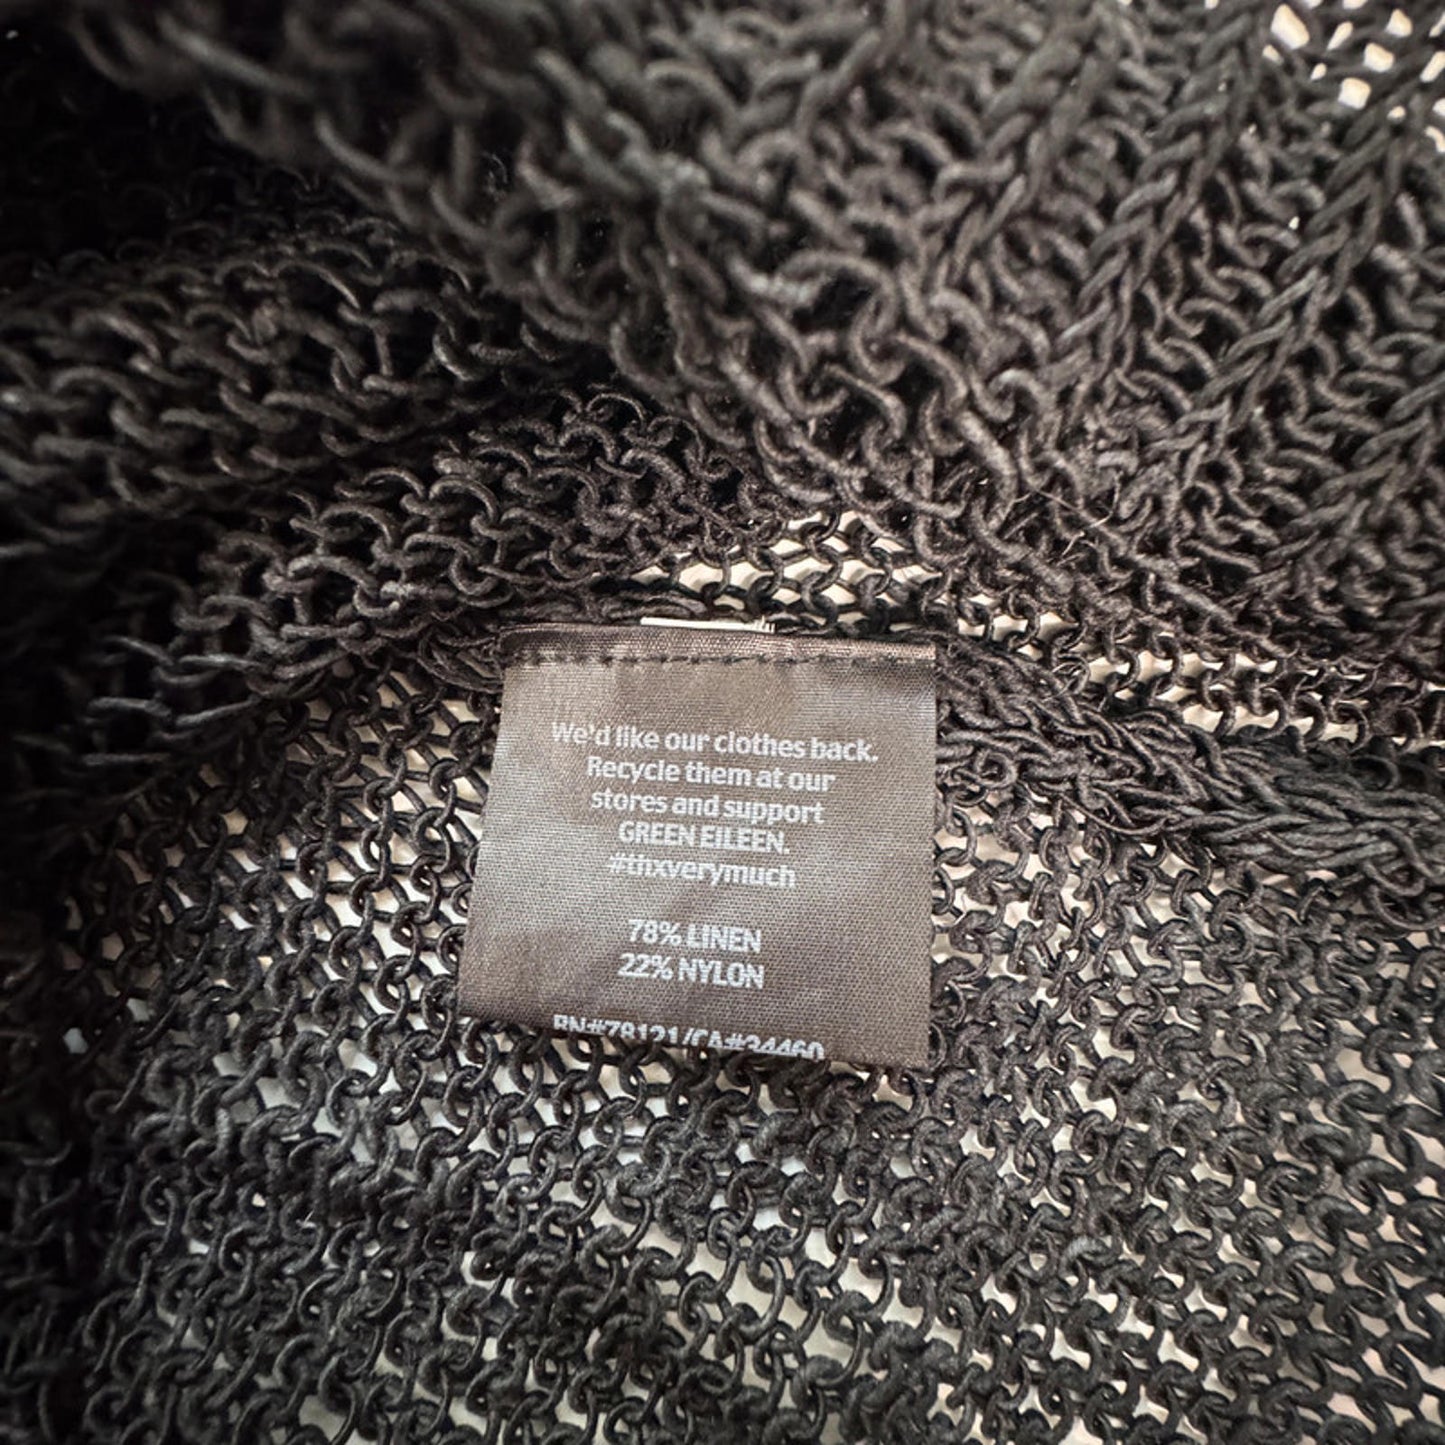 We'd like our clothes back.
Recycle them at our
stores and support
GREEN EILEEN.
#thxverymuch
78% LINEN
22% NYLON
RN#78121/CA#34460